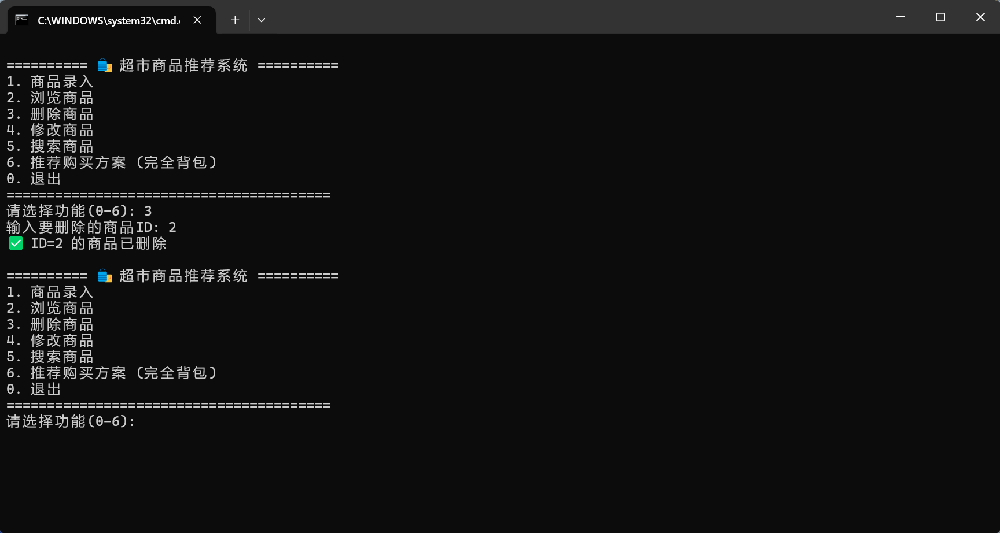 C:\WINDOWS\system32\cmd.
========== 🛍️ 超市商品推荐系统 ==========
1. 商品录入
2. 浏览商品
3. 删除商品
4. 修改商品
5. 搜索商品
6. 推荐购买方案 (完全背包)
0. 退出
========================================
请选择功能(0-6): 3
输入要删除的商品ID: 2
✅ ID=2 的商品已删除
========== 🛍️ 超市商品推荐系统 ==========
1. 商品录入
2. 浏览商品
3. 删除商品
4. 修改商品
5. 搜索商品
6. 推荐购买方案 (完全背包)
0. 退出
========================================
请选择功能(0-6):